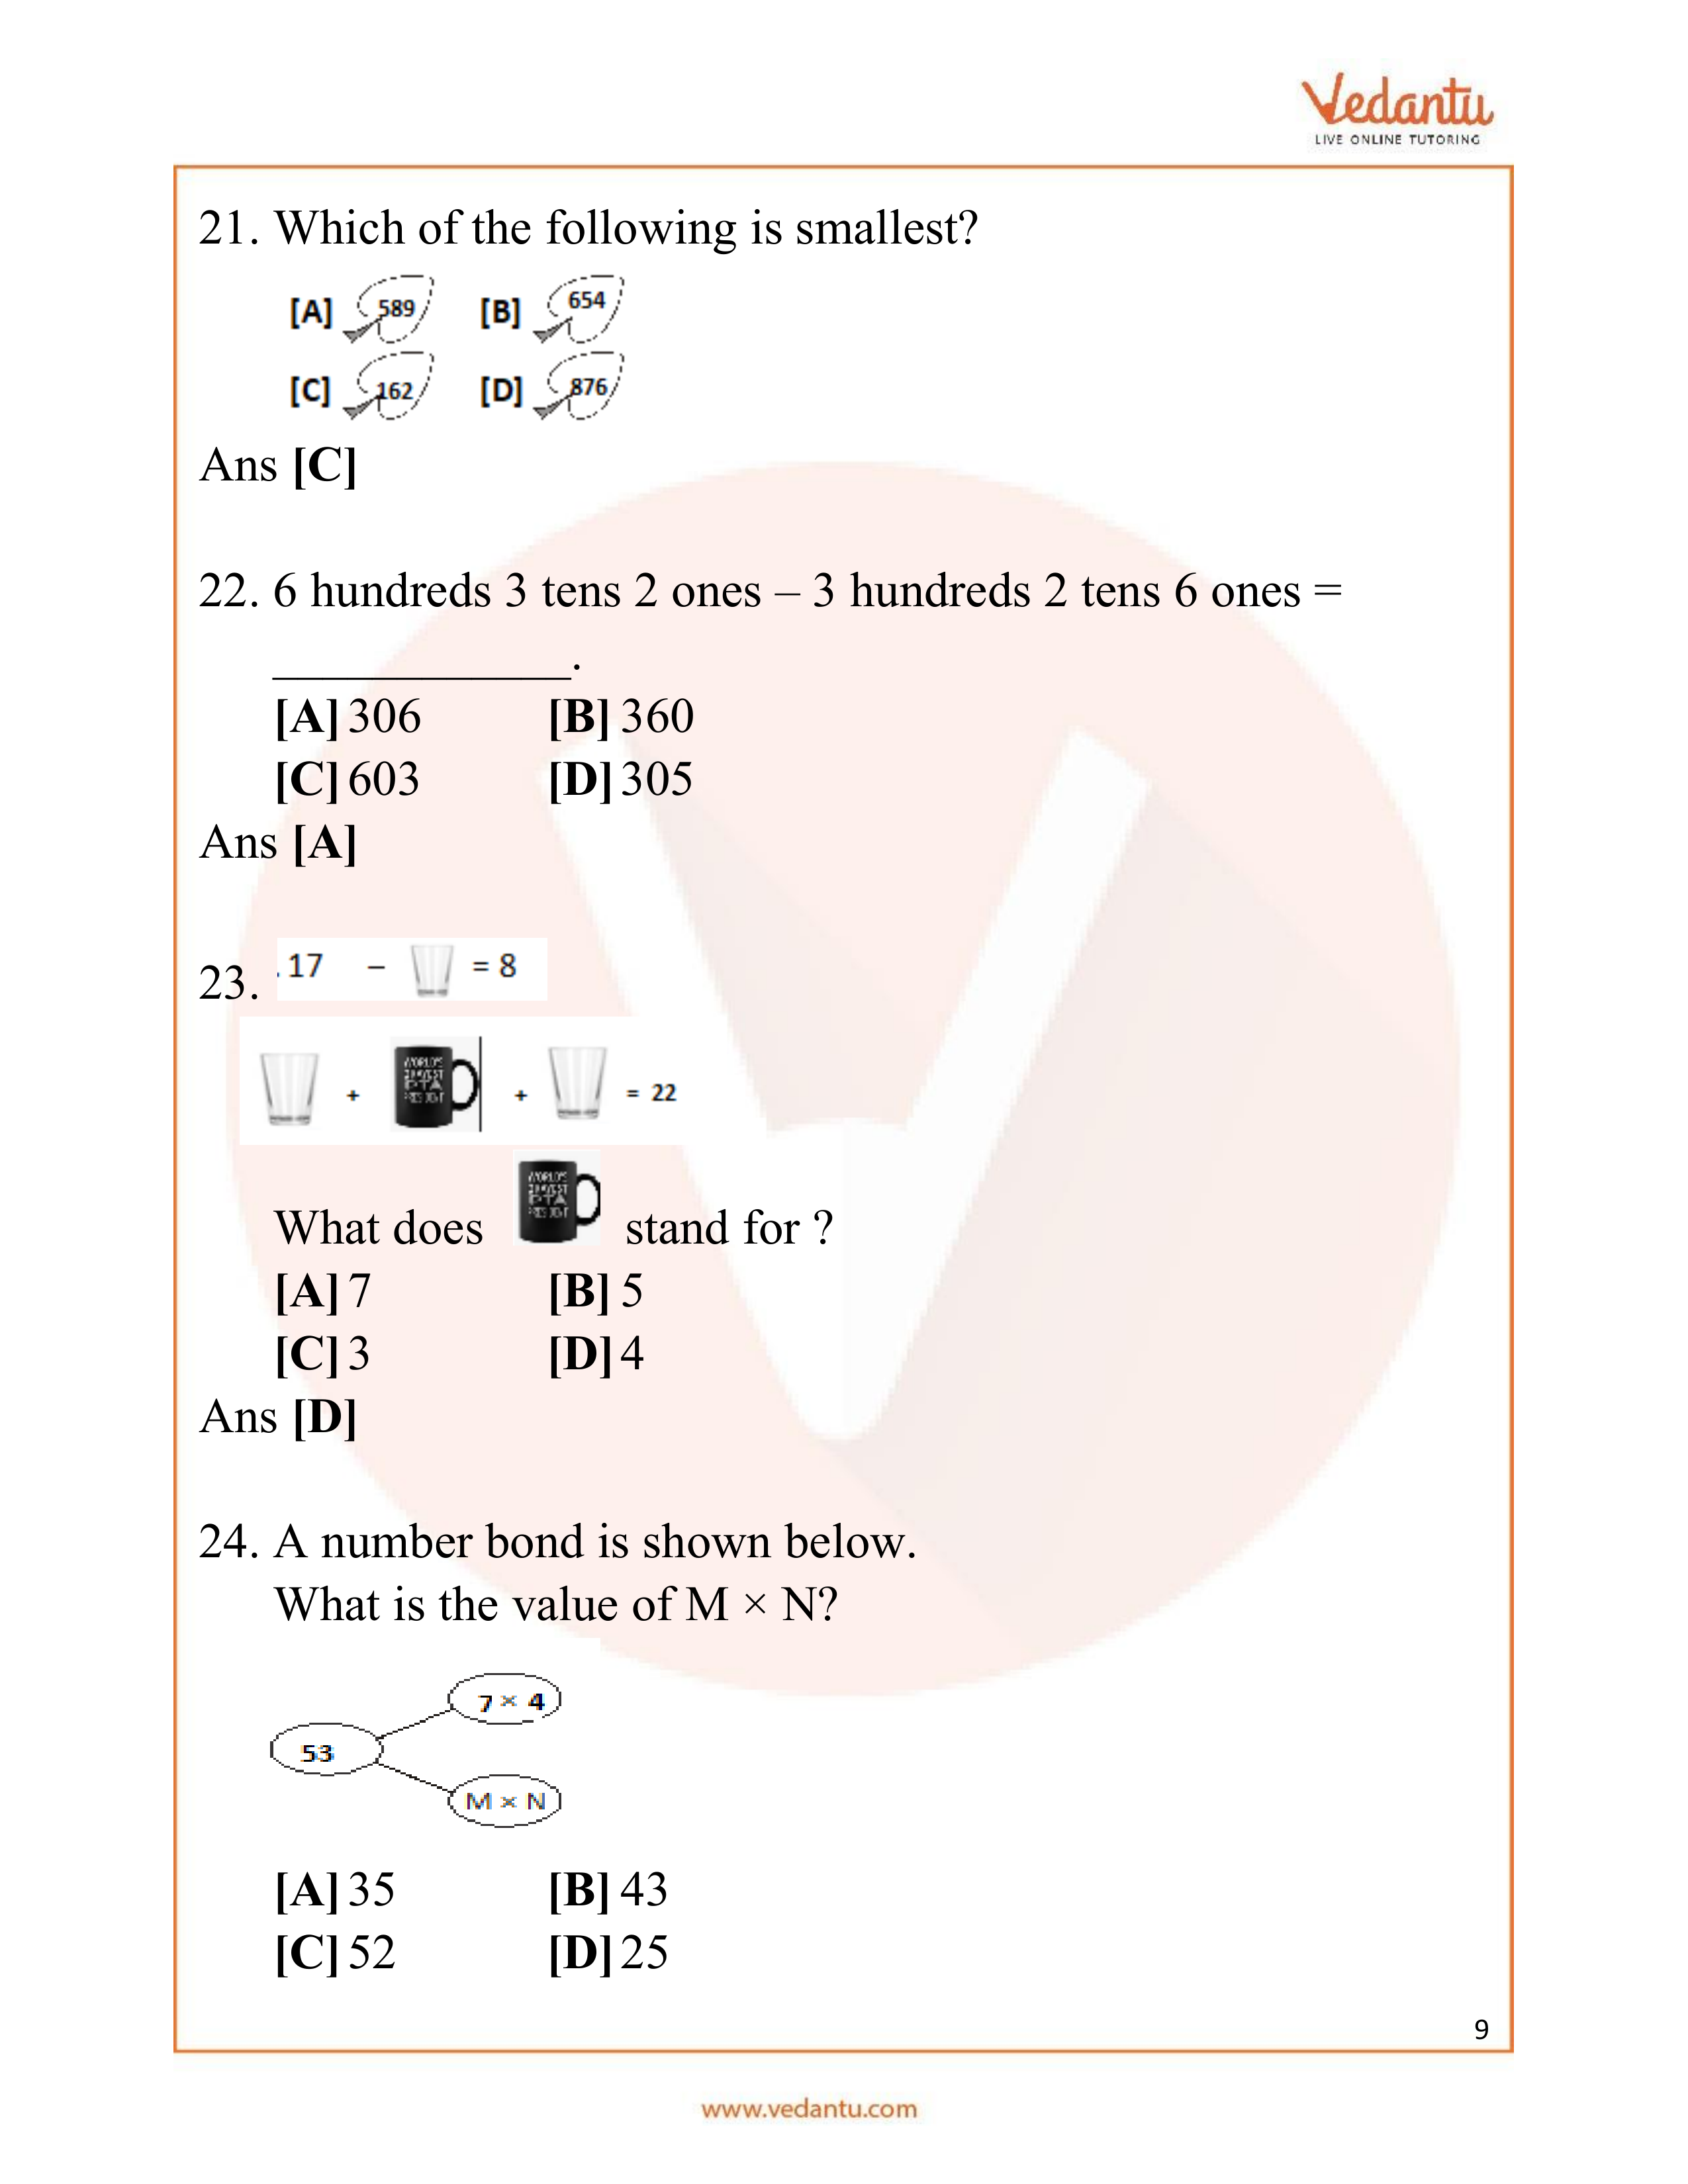 Vedantu
LIVE ONLINE TUTORING
21. Which of the following is smallest?
[A] 589 [B] 654
[C] 162 [D] 876
Ans [C]
22. 6 hundreds 3 tens 2 ones – 3 hundreds 2 tens 6 ones =
____________.
[A] 306 [B] 360
[C] 603 [D] 305
Ans [A]
23. . 17 – = 8
+ + = 22
What does stand for ?
[A] 7 [B] 5
[C] 3 [D] 4
Ans [D]
24. A number bond is shown below.
What is the value of M × N?
7 × 4
53
M × N
[A] 35 [B] 43
[C] 52 [D] 25
9
www.vedantu.com